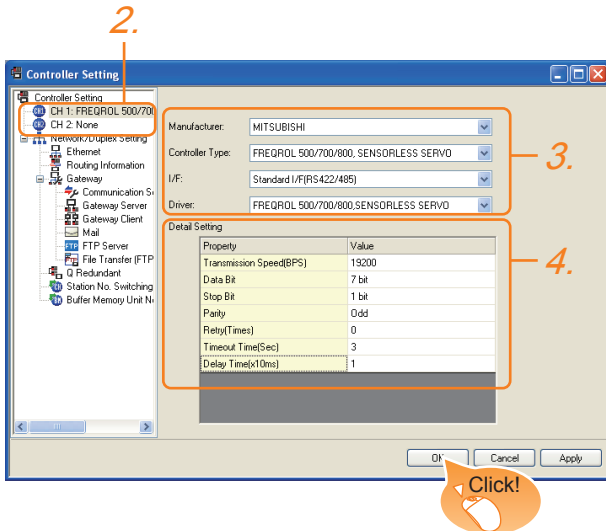 2.
Controller Setting
Controller Setting
CH 1: FREQROL 500/700
CH 2: None
Network/Duplex Setting
Ethernet
Routing Information
Gateway
Communication Se
Gateway Server
Gateway Client
Mail
FTP Server
File Transfer (FTP
Q Redundant
Station No. Switching
Buffer Memory Unit N
Manufacturer: MITSUBISHI
Controller Type: FREQROL 500/700/800, SENSORLESS SERVO
I/F: Standard I/F(RS422/485)
Driver: FREQROL 500/700/800,SENSORLESS SERVO
3.
Detail Setting
Property Value
Transmission Speed(BPS) 19200
Data Bit 7 bit
Stop Bit 1 bit
Parity Odd
Retry(Times) 0
Timeout Time(Sec) 3
Delay Time(x10ms) 1
4.
OK Cancel Apply
Click!